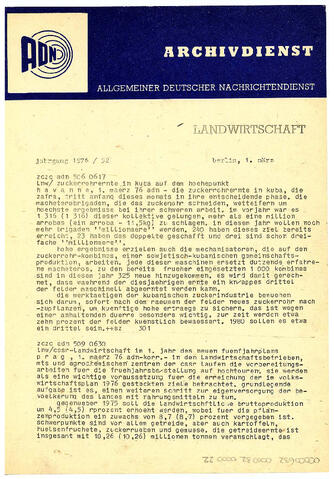 ADN
ARCHIVDIENST
ALLGEMEINER DEUTSCHER NACHRICHTENDIENST
LANDWIRTSCHAFT
jahrgang 1976 / 52 berlin, 1. märz
zczc adn 506 0617
lnw/ zuckerrohrernte in kuba auf dem hoehepunkt
h a v a n n a, 1. maerz 76 adn - die zuckerrohrernte in kuba, die
zafra, tritt anfang dieses monats in ihre entscheidende phase, die
macheterobrigaden, die das zuckerrohr schneiden, wetteifern um
hoechste ergebnisse bei ihrer schweren arbeit. im vorjahr war es
1 316 (1 316) dieser kollektive gelungen, mehr als eine million
arrobas (ein arroba - 11,5kg) zu schlagen, in diesem jahr wollen noch
mehr brigaden ''millionaere'' werden, 240 haben dieses ziel bereits
erreicht, 23 haben das doppelte geschafft und drei sind schon drei-
fache ''millionaere''.
hohe ergebnisse erzielen auch die mechanisatoren, die auf den
zuckerrohr-kombines, einer sowjetisch-kubanischen gemeinschafts-
produktion, arbeiten. jede dieser maschinen ersetzt dutzende erfahre-
ne macheteros, zu den bereits frueher eingesetzten 1 000 kombines
sind in diesem jahr 325 neue hinzugekommen, es wird damit gerech-
net, dass waehrend der diesjaehrigen ernte ein knappes drittel
der felder maschinell abgeerntet werden kann.
die werktaetigen der kubanischen zuckerindustrie bemuehen
sich darum, sofort nach dem raeumen der felder neues zuckerrohr nach-
zupflanzen, um kuenftige hohe ertraege zu sichern, das ist wegen
einer anhaltenden duerre besonders wichtig, zur zeit werden etwa
zehn prozent der felder kuenstlich bewaessert. 1980 sollen es etwa
ein drittel sein.++sz 301
zczc adn 509 0630
lnw/cssr-landwirtschaft im 1. jahr des neuen fuenfjahrplans
p r a g, 1. maerz 76 adn-korr.- in den landwirtschaftsbetrieben,
mts und agrochemischen zentren der cssr laufen die vorbereitungs-
arbeiten fuer die fruehjahrsbestellung auf hochtouren, sie werden
als eine wichtige voraussetzung fuer die erreichung der im volks-
wirtschaftsplan 1976 gesteckten ziele betrachtet, grundlegende
aufgabe ist es, einen weiteren schritt zur eigenversorgung der be-
voelkerung des landes mit nahrungsmitteln zu tun.
gegenueber 1975 soll die landwirtschaftliche bruttoproduktion
um 4,5 (4,5) prozent erhoeht werden, wobei fuer die pflan-
zenproduktion ein zuwachs von 8,7 (8,7) prozent vorgegeben ist.
schwerpunkte sind vor allem getreide, aber auch kartoffeln,
huelsenfruechte, zuckerrueben und gemuese. die getreideernte ist
insgesamt mit 10,26 (10,26) millionen tonnen veranschlagt, das